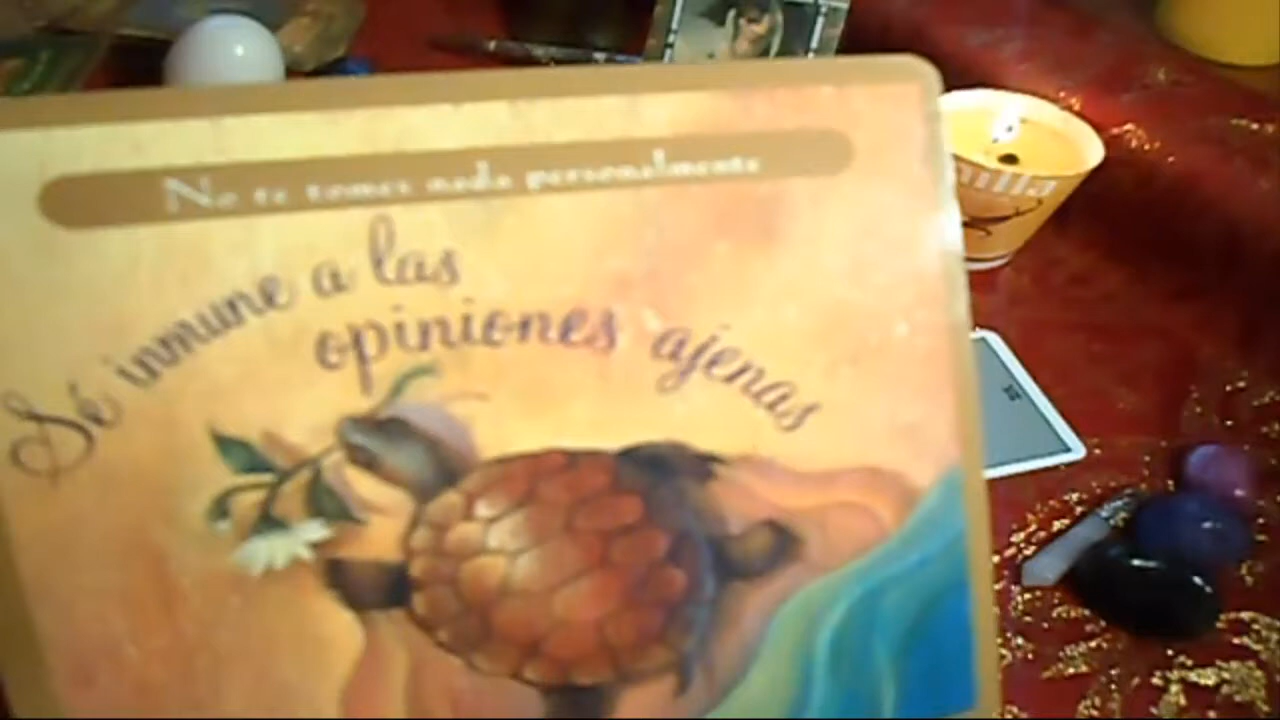 No te tomes nada personalmente
Sé inmune a las
opiniones ajenas